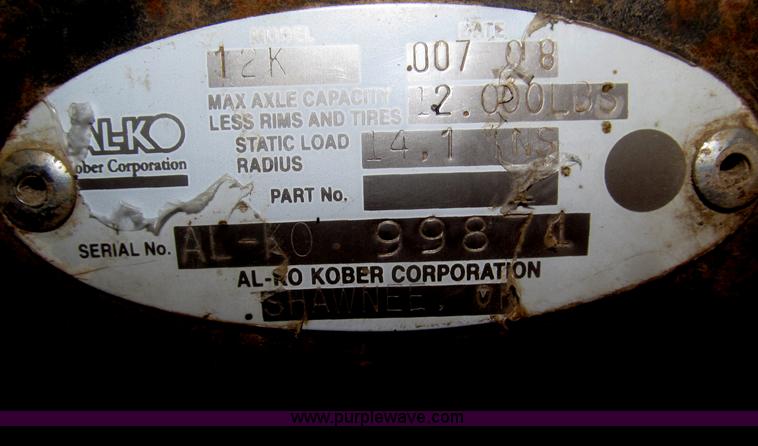 MODEL DATE
12K .007 08
MAX AXLE CAPACITY
LESS RIMS AND TIRES 12.000LBS
STATIC LOAD
RADIUS 14.1 INS
AL-KO
Kober Corporation
PART No.
SERIAL No. AL-KO 99871
AL-KO KOBER CORPORATION
SHAWNEE,
www.purplewave.com